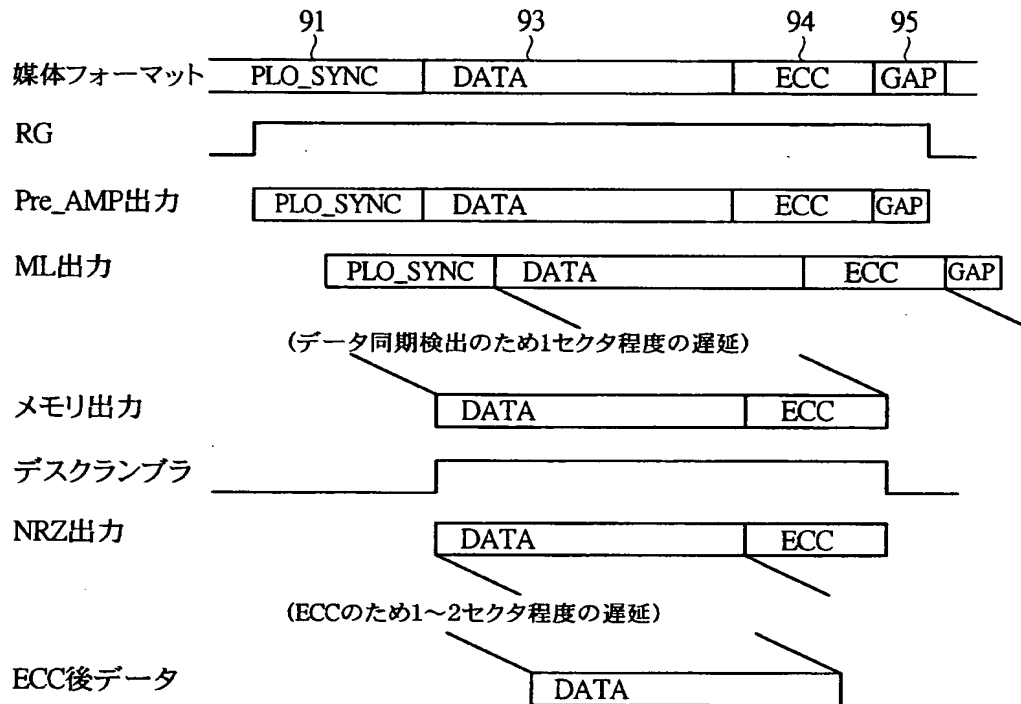 91 93 94 95
媒体フォーマット PLO_SYNC DATA ECC GAP
RG
Pre_AMP出力 PLO_SYNC DATA ECC GAP
ML出力 PLO_SYNC DATA ECC GAP
(データ同期検出のため1セクタ程度の遅延)
メモリ出力 DATA ECC
デスクランブラ
NRZ出力 DATA ECC
(ECCのため1～2セクタ程度の遅延)
ECC後データ DATA